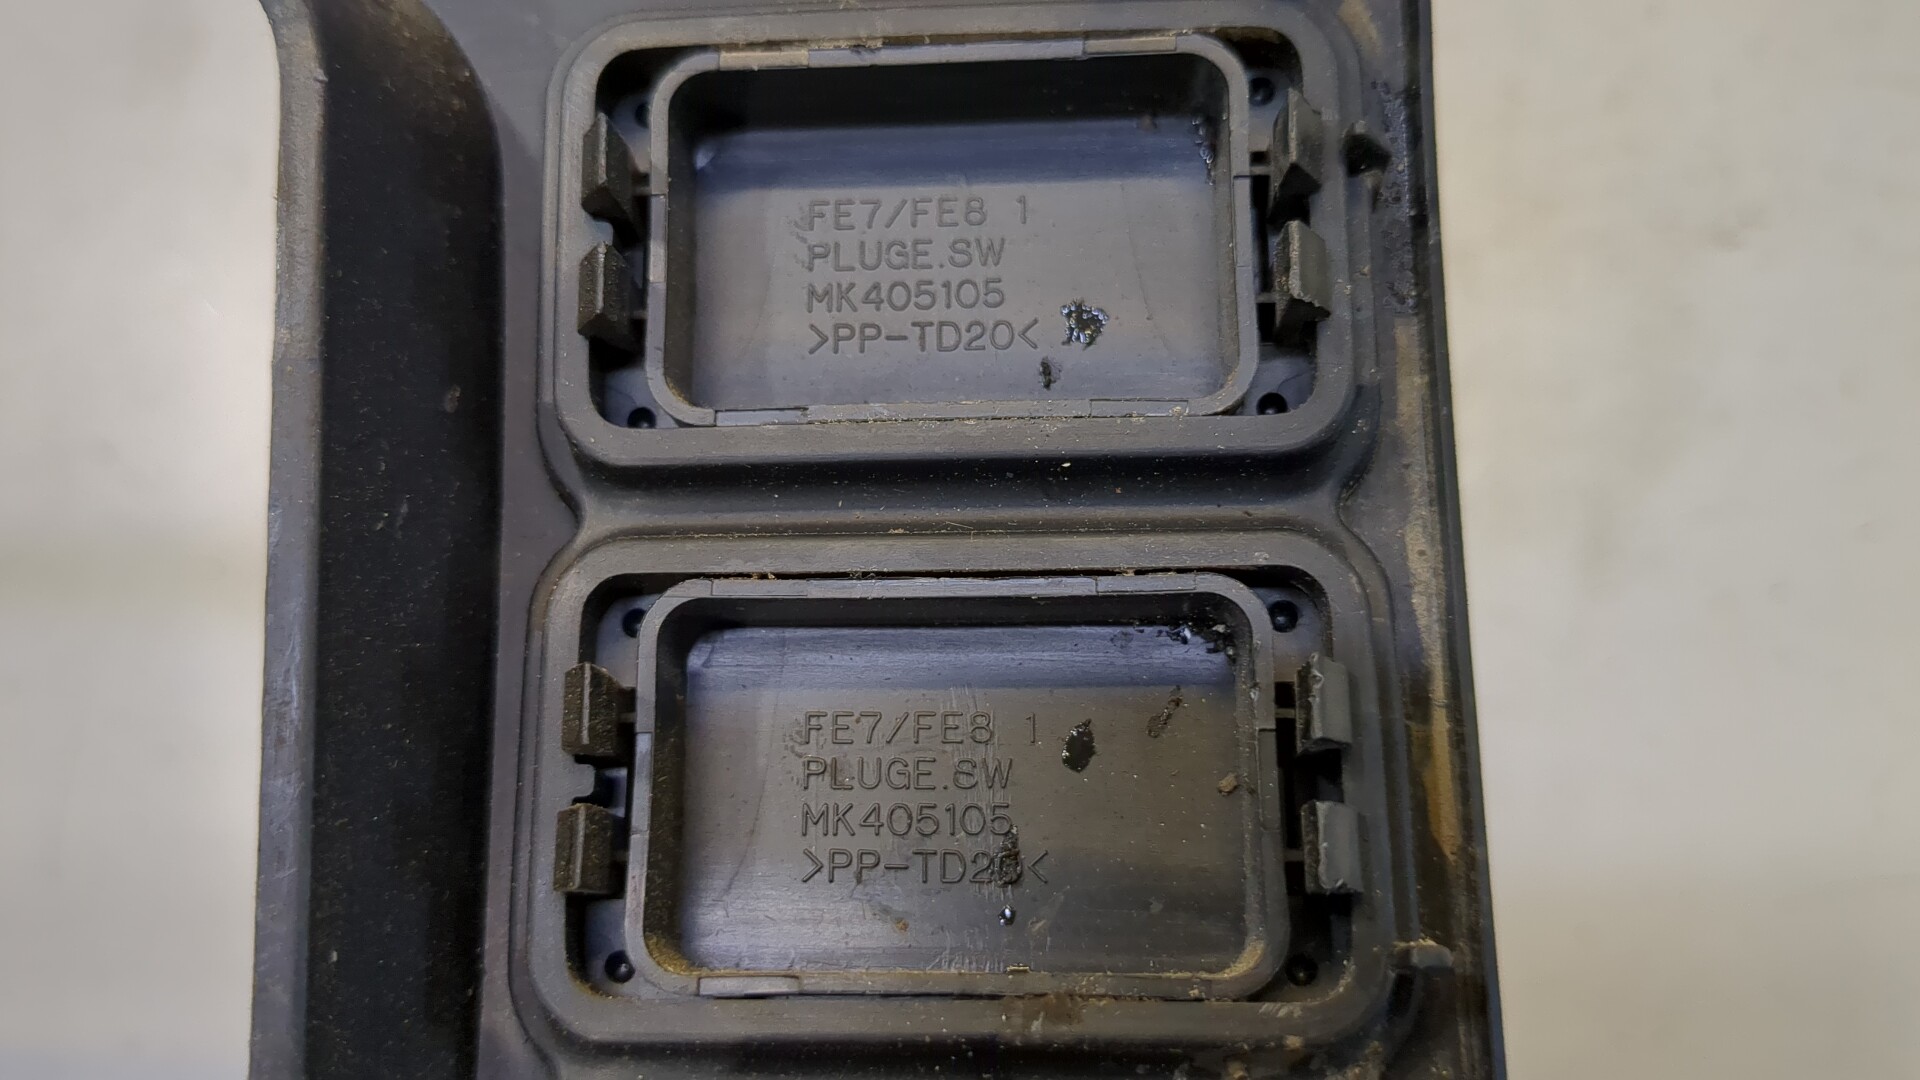 FE7/FE8 1
PLUGE.SW
MK405105
>PP-TD20<
FE7/FE8 1
PLUGE.SW
MK405105
>PP-TD20<